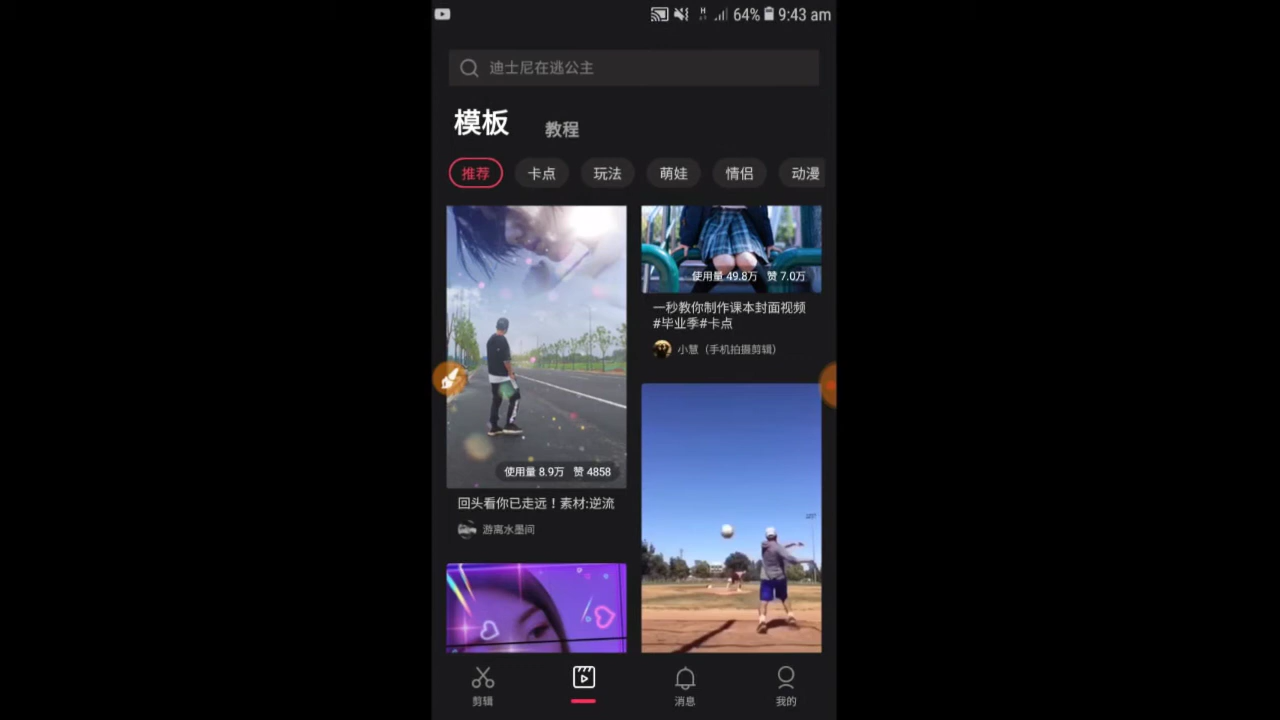 64% 9:43 am
迪士尼在逃公主
模板 教程
推荐 卡点 玩法 萌娃 情侣 动漫
使用量 8.9万 赞 4858
回头看你已走远！素材:逆流
游离水墨间
使用量 49.8万 赞 7.0万
一秒教你制作课本封面视频
#毕业季#卡点
小慧（手机拍摄剪辑）
剪辑 消息 我的